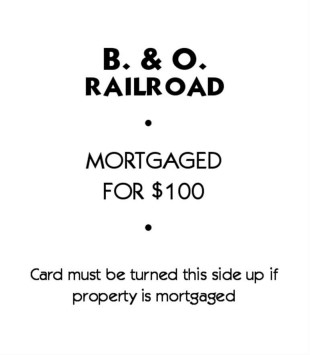 B. & O.
RAILROAD
•
MORTGAGED
FOR $100
•
Card must be turned this side up if
property is mortgaged